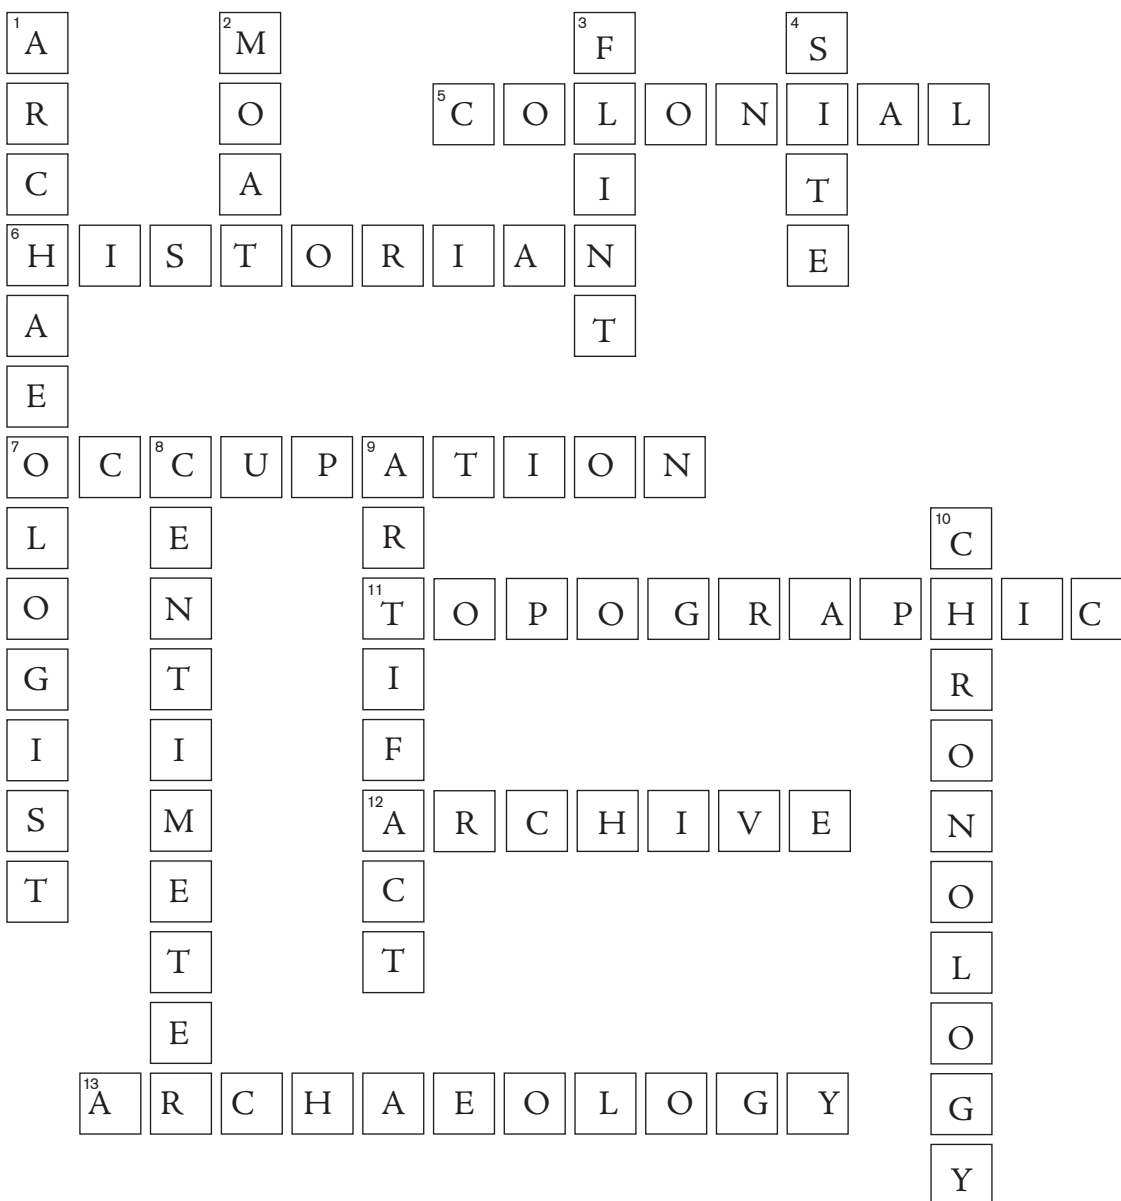 1 A 2 M 3 F 4 S
R O 5 C O L O N I A L
C A I T
6 H I S T O R I A N E
A T
E
7 O C 8 C U P 9 A T I O N
L E R 10 C
O N 11 T O P O G R A P H I C
G T I R
I I F O
S M 12 A R C H I V E N
T E C O
T T L
E O
13 A R C H A E O L O G Y G
Y